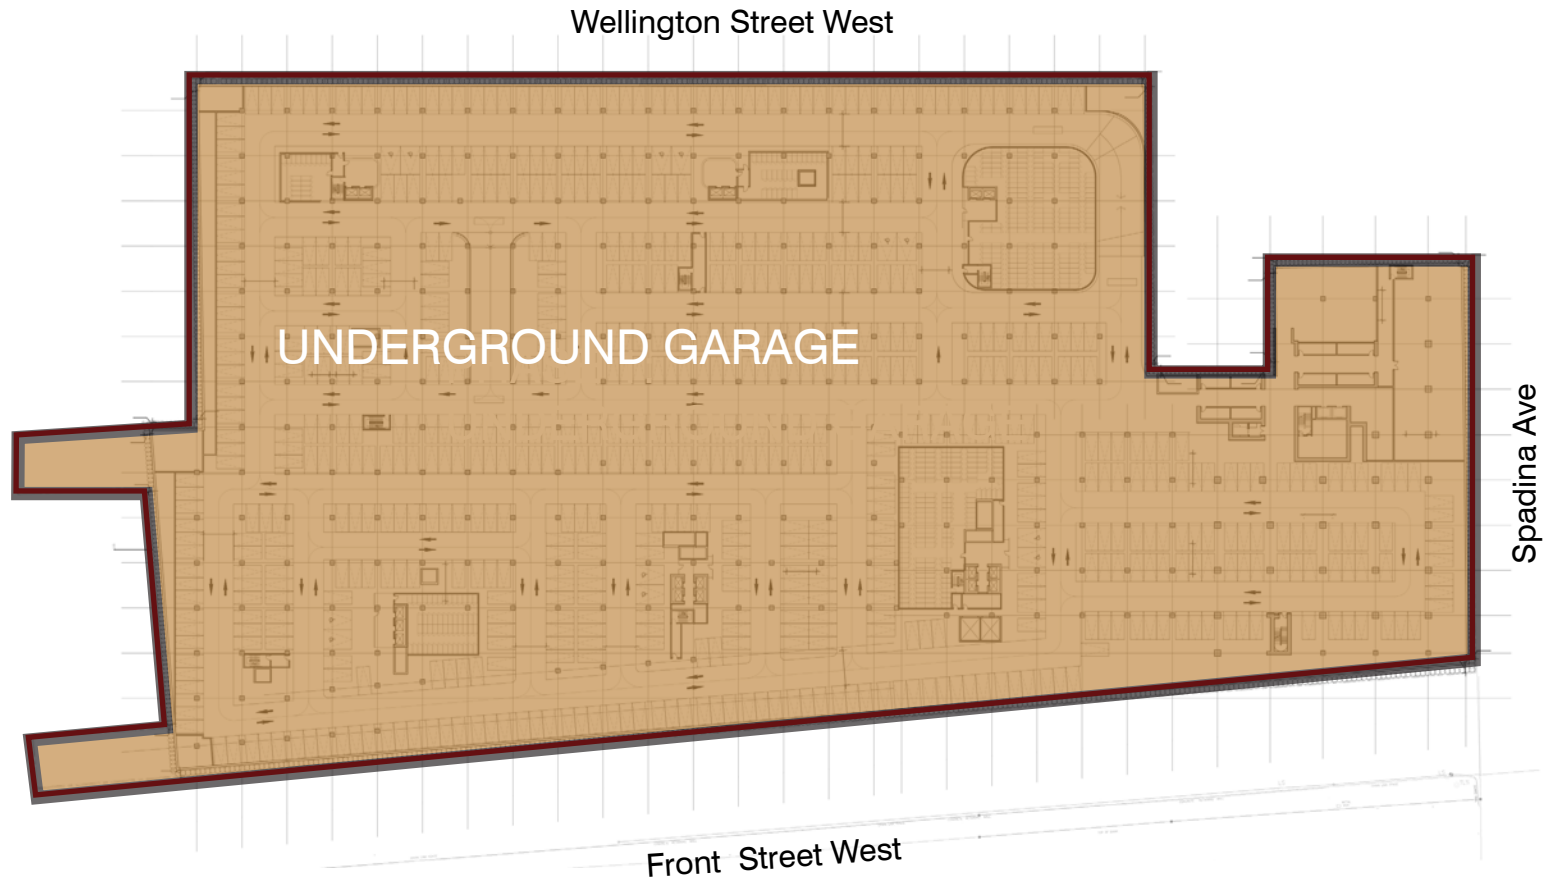 Wellington Street West
UNDERGROUND GARAGE
Spadina Ave
Front Street West